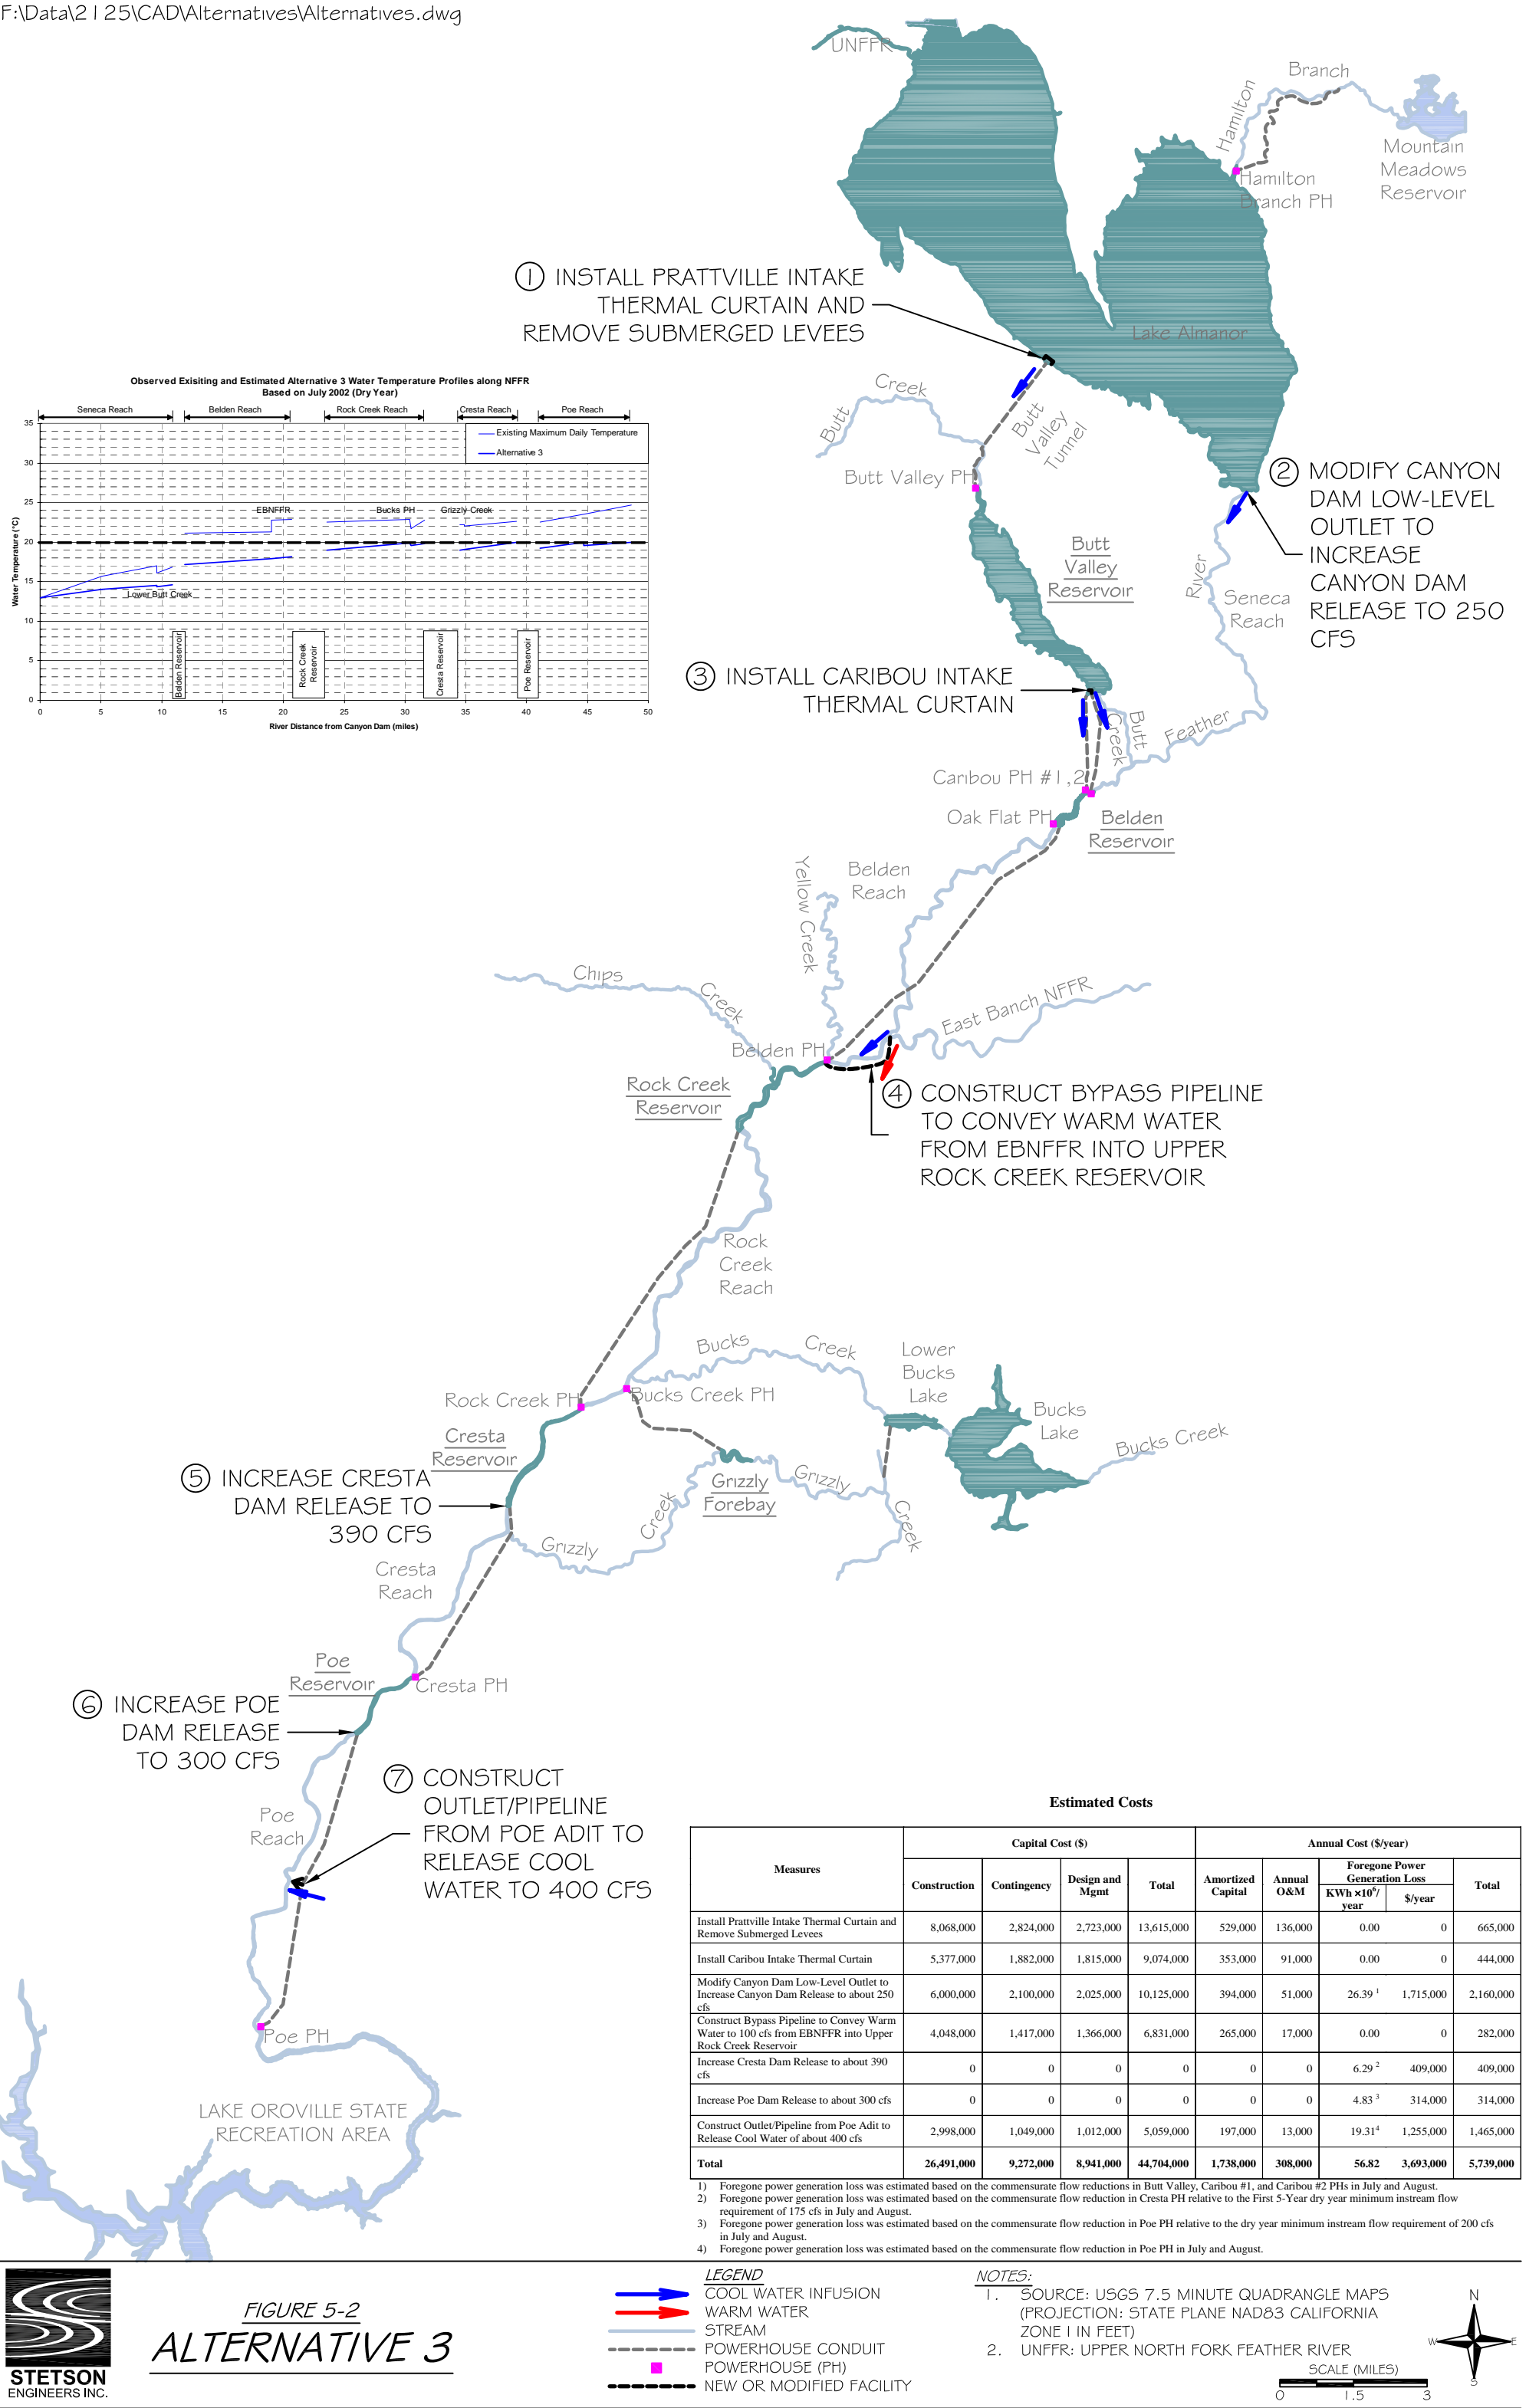 F:\Data\2125\CAD\Alternatives\Alternatives.dwg
UNFFR
Hamilton
Branch
Mountain
Meadows
Reservoir
Hamilton
Branch PH
① INSTALL PRATTVILLE INTAKE
THERMAL CURTAIN AND
REMOVE SUBMERGED LEVEES
Lake Almanor
Observed Exisiting and Estimated Alternative 3 Water Temperature Profiles along NFFR
Based on July 2002 (Dry Year)
Seneca Reach
Belden Reach
Rock Creek Reach
Cresta Reach
Poe Reach
Existing Maximum Daily Temperature
Alternative 3
EBNFFR
Bucks PH
Grizzly Creek
Lower Butt Creek
Belden Reservoir
Rock Creek
Reservoir
Cresta Reservoir
Poe Reservoir
Water Temperature (°C)
35
30
25
20
15
10
5
0
0 5 10 15 20 25 30 35 40 45 50
River Distance from Canyon Dam (miles)
Butt
Creek
Butt
Valley
Tunnel
Butt Valley PH
② MODIFY CANYON
DAM LOW-LEVEL
OUTLET TO
INCREASE
CANYON DAM
RELEASE TO 250
CFS
Butt
Valley
Reservoir
River
Seneca
Reach
③ INSTALL CARIBOU INTAKE
THERMAL CURTAIN
Butt
Creek
Feather
Caribou PH #1,2
Oak Flat PH
Belden
Reservoir
Yellow Creek
Belden
Reach
Chips
Creek
East Banch NFFR
Belden PH
Rock Creek
Reservoir
④ CONSTRUCT BYPASS PIPELINE
TO CONVEY WARM WATER
FROM EBNFFR INTO UPPER
ROCK CREEK RESERVOIR
Rock
Creek
Reach
Bucks
Creek
Lower
Bucks
Lake
Rock Creek PH
Bucks Creek PH
Bucks
Lake
Bucks Creek
Cresta
Reservoir
⑤ INCREASE CRESTA
DAM RELEASE TO
390 CFS
Grizzly
Forebay
Grizzly
Creek
Creek
Grizzly
Cresta
Reach
Poe
Reservoir
Cresta PH
⑥ INCREASE POE
DAM RELEASE
TO 300 CFS
⑦ CONSTRUCT
OUTLET/PIPELINE
FROM POE ADIT TO
RELEASE COOL
WATER TO 400 CFS
Poe
Reach
Poe PH
LAKE OROVILLE STATE
RECREATION AREA
Estimated Costs
Measures
Capital Cost ($)
Annual Cost ($/year)
Construction
Contingency
Design and
Mgmt
Total
Amortized
Capital
Annual
O&M
Foregone Power
Generation Loss
KWh ×10⁶/
year
$/year
Total
Install Prattville Intake Thermal Curtain and
Remove Submerged Levees
8,068,000 2,824,000 2,723,000 13,615,000 529,000 136,000 0.00 0 665,000
Install Caribou Intake Thermal Curtain 5,377,000 1,882,000 1,815,000 9,074,000 353,000 91,000 0.00 0 444,000
Modify Canyon Dam Low-Level Outlet to
Increase Canyon Dam Release to about 250
cfs
6,000,000 2,100,000 2,025,000 10,125,000 394,000 51,000 26.39 ¹ 1,715,000 2,160,000
Construct Bypass Pipeline to Convey Warm
Water to 100 cfs from EBNFFR into Upper
Rock Creek Reservoir
4,048,000 1,417,000 1,366,000 6,831,000 265,000 17,000 0.00 0 282,000
Increase Cresta Dam Release to about 390
cfs
0 0 0 0 0 0 6.29 ² 409,000 409,000
Increase Poe Dam Release to about 300 cfs 0 0 0 0 0 0 4.83 ³ 314,000 314,000
Construct Outlet/Pipeline from Poe Adit to
Release Cool Water of about 400 cfs
2,998,000 1,049,000 1,012,000 5,059,000 197,000 13,000 19.31⁴ 1,255,000 1,465,000
Total 26,491,000 9,272,000 8,941,000 44,704,000 1,738,000 308,000 56.82 3,693,000 5,739,000
1) Foregone power generation loss was estimated based on the commensurate flow reductions in Butt Valley, Caribou #1, and Caribou #2 PHs in July and August.
2) Foregone power generation loss was estimated based on the commensurate flow reduction in Cresta PH relative to the First 5-Year dry year minimum instream flow
requirement of 175 cfs in July and August.
3) Foregone power generation loss was estimated based on the commensurate flow reduction in Poe PH relative to the dry year minimum instream flow requirement of 200 cfs
in July and August.
4) Foregone power generation loss was estimated based on the commensurate flow reduction in Poe PH in July and August.
STETSON
ENGINEERS INC.
FIGURE 5-2
ALTERNATIVE 3
LEGEND
COOL WATER INFUSION
WARM WATER
STREAM
POWERHOUSE CONDUIT
POWERHOUSE (PH)
NEW OR MODIFIED FACILITY
NOTES:
1. SOURCE: USGS 7.5 MINUTE QUADRANGLE MAPS
(PROJECTION: STATE PLANE NAD83 CALIFORNIA
ZONE 1 IN FEET)
2. UNFFR: UPPER NORTH FORK FEATHER RIVER
N
W E
S
SCALE (MILES)
0 1.5 3